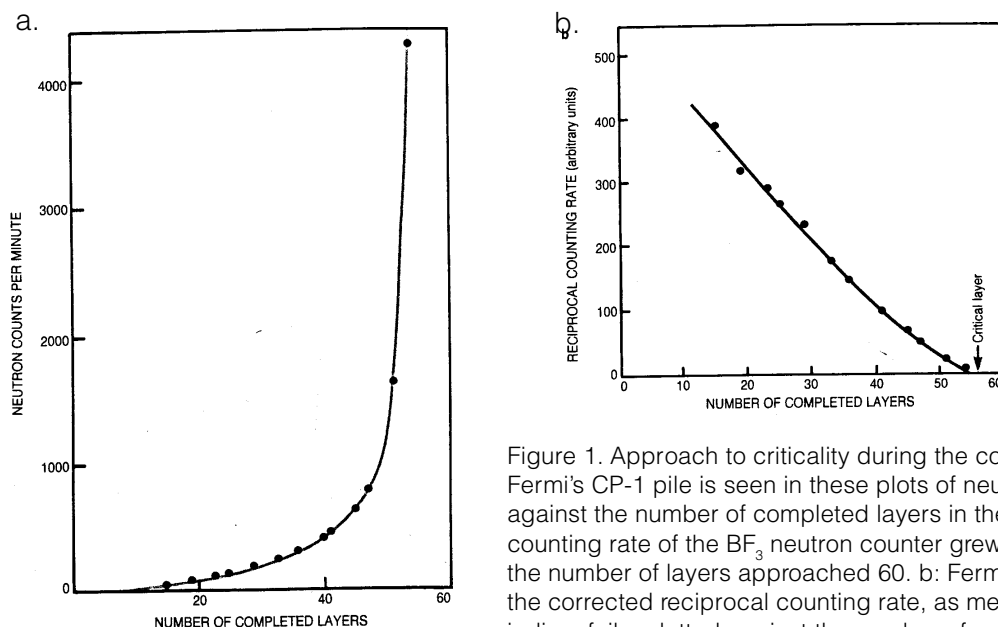 a.
4000
3000
2000
1000
0
20
40
60
NEUTRON COUNTS PER MINUTE
NUMBER OF COMPLETED LAYERS
b.
b
500
400
300
200
100
0
0
10
20
30
40
50
60
RECIPROCAL COUNTING RATE (arbitrary units)
Critical layer
NUMBER OF COMPLETED LAYERS
Figure 1. Approach to criticality during the co
Fermi's CP-1 pile is seen in these plots of neu
against the number of completed layers in the
counting rate of the BF3 neutron counter grew
the number of layers approached 60. b: Ferm
the corrected reciprocal counting rate, as me